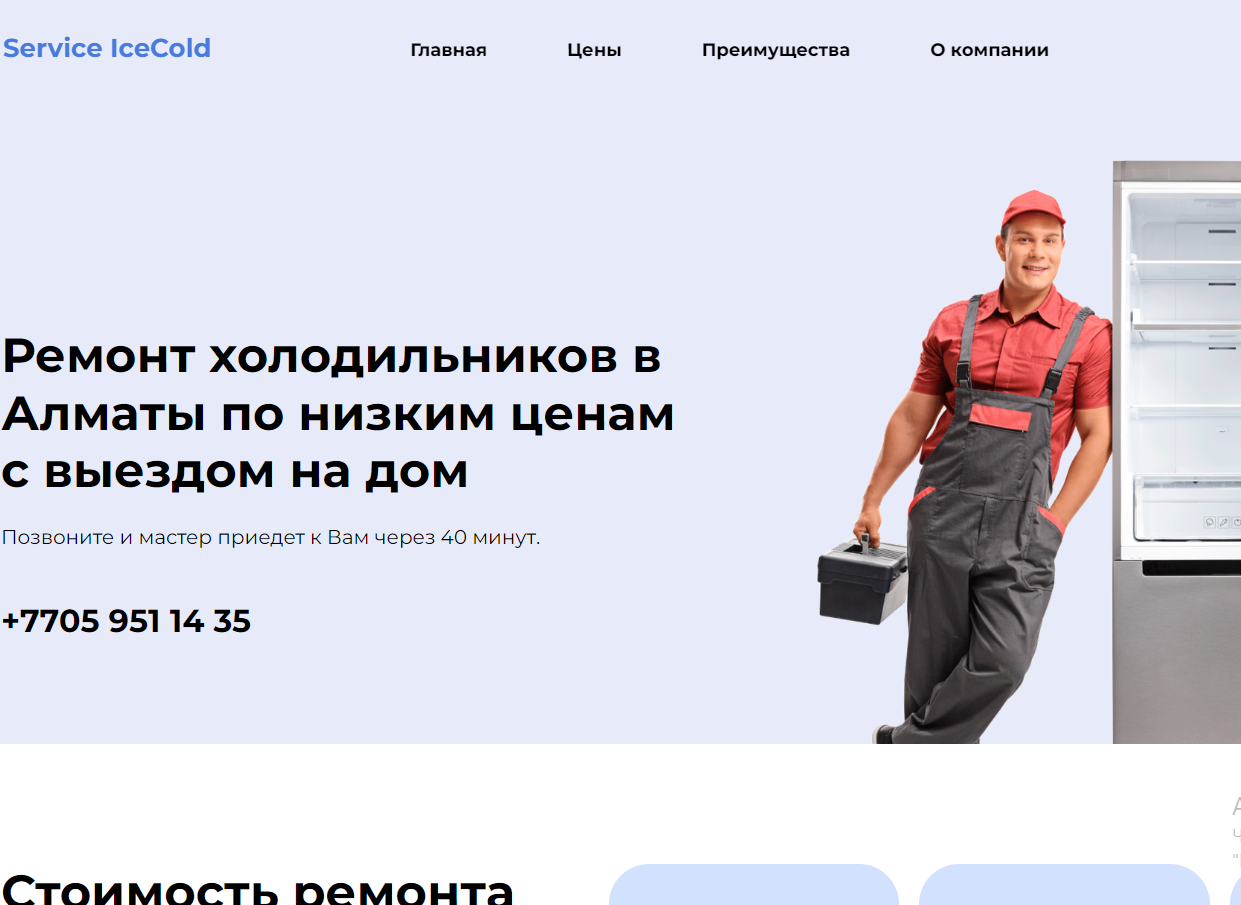 Service IceCold
Главная
Цены
Преимущества
О компании
Ремонт холодильников в
Алматы по низким ценам
с выездом на дом
Позвоните и мастер приедет к Вам через 40 минут.
+7705 951 14 35
Стоимость ремонта